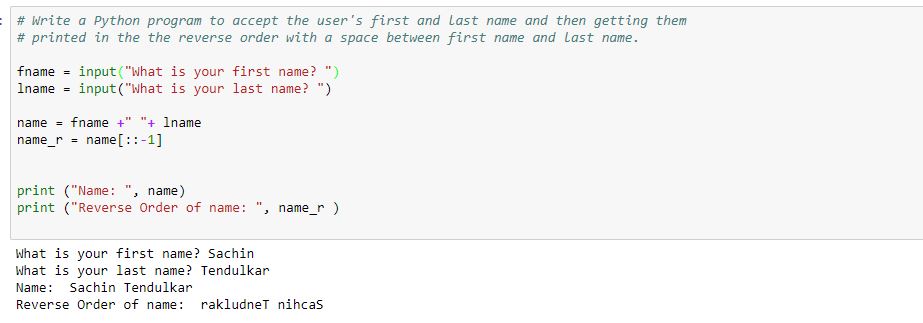 :
# Write a Python program to accept the user's first and last name and then getting them
# printed in the the reverse order with a space between first name and last name.
fname = input("What is your first name? ")
lname = input("What is your last name? ")
name = fname +" "+ lname
name_r = name[::-1]
print ("Name: ", name)
print ("Reverse Order of name: ", name_r )
What is your first name? Sachin
What is your last name? Tendulkar
Name:  Sachin Tendulkar
Reverse Order of name:  rakludneT nihcaS